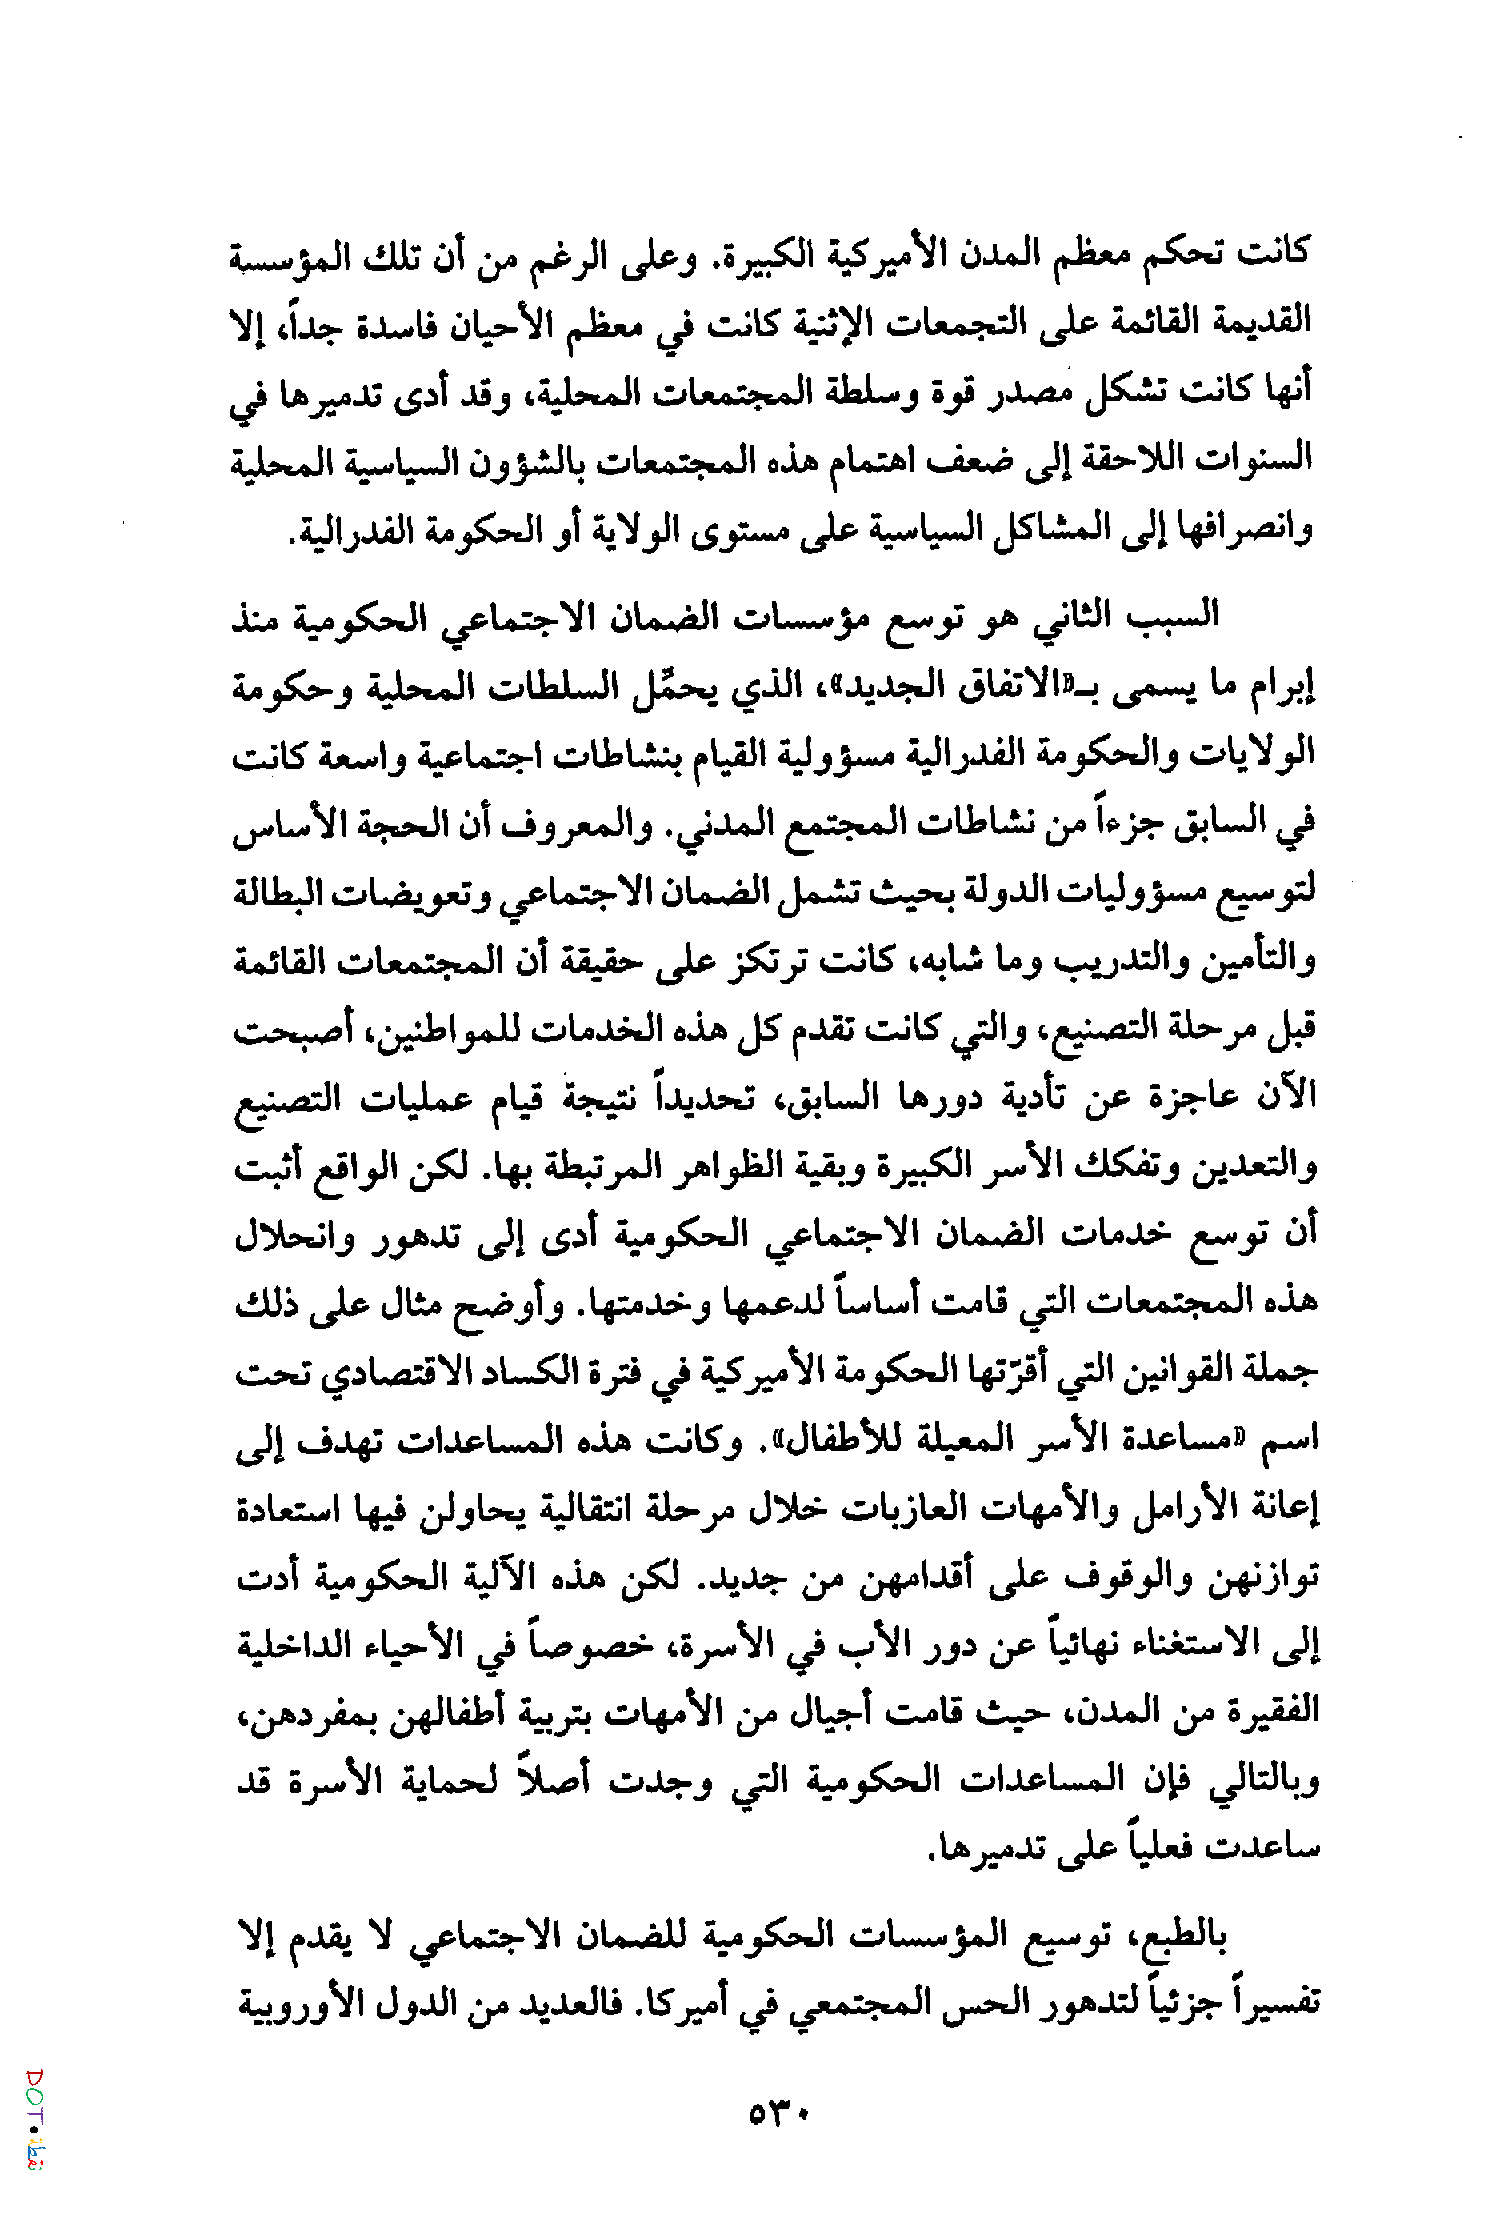 كانت تحكم معظم المدن الأميركية الكبيرة. وعلى الرغم من أن تلك المؤسسة
القديمة القائمة على التجمعات الإثنية كانت في معظم الأحيان فاسدة جداً، إلا
أنها كانت تشكل مصدر قوة وسلطة المجتمعات المحلية، وقد أدى تدميرها في
السنوات اللاحقة إلى ضعف اهتمام هذه المجتمعات بالشؤون السياسية المحلية
وانصرافها إلى المشاكل السياسية على مستوى الولاية أو الحكومة الفدرالية.
السبب الثاني هو توسع مؤسسات الضمان الاجتماعي الحكومية منذ
إبرام ما يسمى بـ«الاتفاق الجديد»، الذي يحمِّل السلطات المحلية وحكومة
الولايات والحكومة الفدرالية مسؤولية القيام بنشاطات اجتماعية واسعة كانت
في السابق جزءاً من نشاطات المجتمع المدني. والمعروف أن الحجة الأساس
لتوسيع مسؤوليات الدولة بحيث تشمل الضمان الاجتماعي وتعويضات البطالة
والتأمين والتدريب وما شابه، كانت ترتكز على حقيقة أن المجتمعات القائمة
قبل مرحلة التصنيع، والتي كانت تقدم كل هذه الخدمات للمواطنين، أصبحت
الآن عاجزة عن تأدية دورها السابق، تحديداً نتيجة قيام عمليات التصنيع
والتعدين وتفكك الأسر الكبيرة وبقية الظواهر المرتبطة بها. لكن الواقع أثبت
أن توسع خدمات الضمان الاجتماعي الحكومية أدى إلى تدهور وانحلال
هذه المجتمعات التي قامت أساساً لدعمها وخدمتها. وأوضح مثال على ذلك
جملة القوانين التي أقرّتها الحكومة الأميركية في فترة الكساد الاقتصادي تحت
اسم «مساعدة الأسر المعيلة للأطفال». وكانت هذه المساعدات تهدف إلى
إعانة الأرامل والأمهات العازبات خلال مرحلة انتقالية يحاولن فيها استعادة
توازنهن والوقوف على أقدامهن من جديد. لكن هذه الآلية الحكومية أدت
إلى الاستغناء نهائياً عن دور الأب في الأسرة، خصوصاً في الأحياء الداخلية
الفقيرة من المدن، حيث قامت أجيال من الأمهات بتربية أطفالهن بمفردهن،
وبالتالي فإن المساعدات الحكومية التي وجدت أصلاً لحماية الأسرة قد
ساعدت فعلياً على تدميرها.
بالطبع، توسيع المؤسسات الحكومية للضمان الاجتماعي لا يقدم إلا
تفسيراً جزئياً لتدهور الحس المجتمعي في أميركا. فالعديد من الدول الأوروبية
٥٣٠
DOT•نقطة